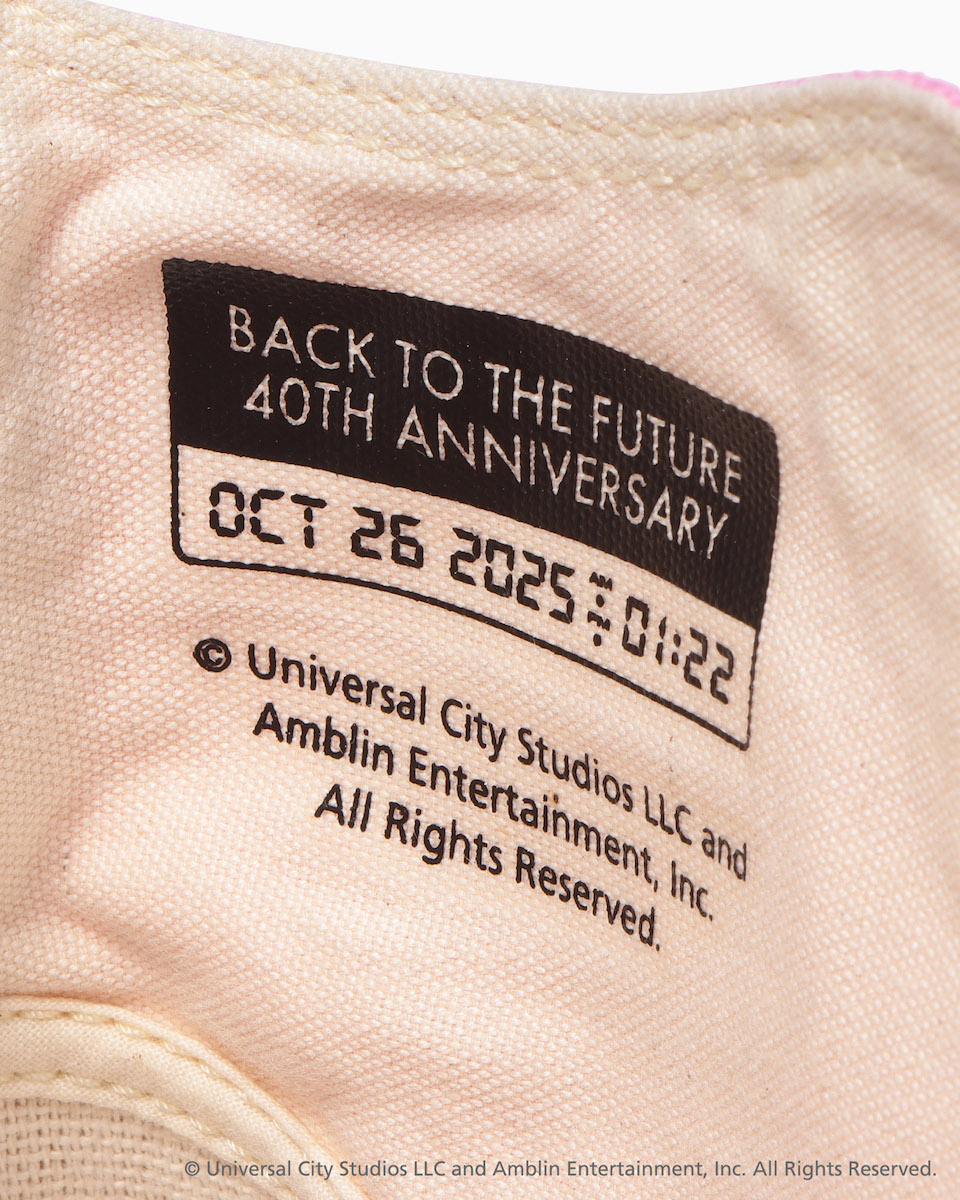 BACK TO THE FUTURE
40TH ANNIVERSARY
OCT 26 2025 01:22
© Universal City Studios LLC and
Amblin Entertainment, Inc.
All Rights Reserved.
© Universal City Studios LLC and Amblin Entertainment, Inc. All Rights Reserved.